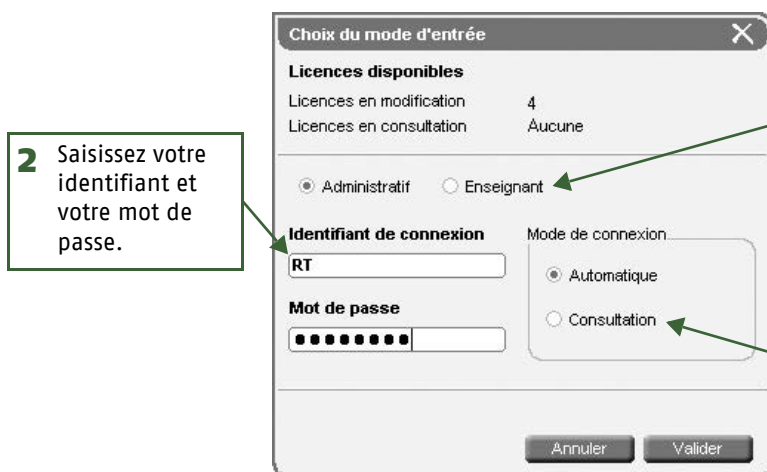 Choix du mode d'entrée
Licences disponibles
Licences en modification 4
Licences en consultation Aucune
2 Saisissez votre
identifiant et
votre mot de
passe.
Administratif Enseignant
Identifiant de connexion
RT
Mot de passe
Mode de connexion
Automatique
Consultation
Annuler Valider